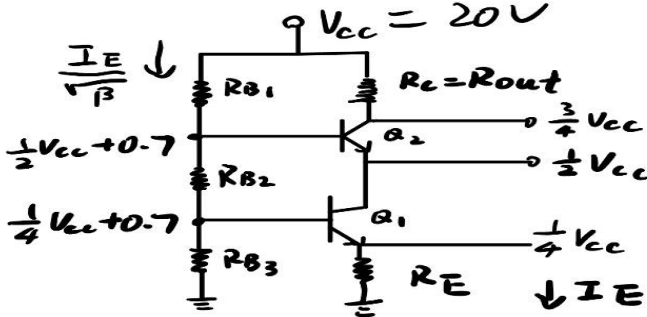 Vcc = 20V
IE/√β ↓
RB1
Rc = Rout
3/4 Vcc
1/2 Vcc + 0.7
Q2
1/2 Vcc
RB2
1/4 Vcc + 0.7
Q1
1/4 Vcc
RB3
RE
↓ IE